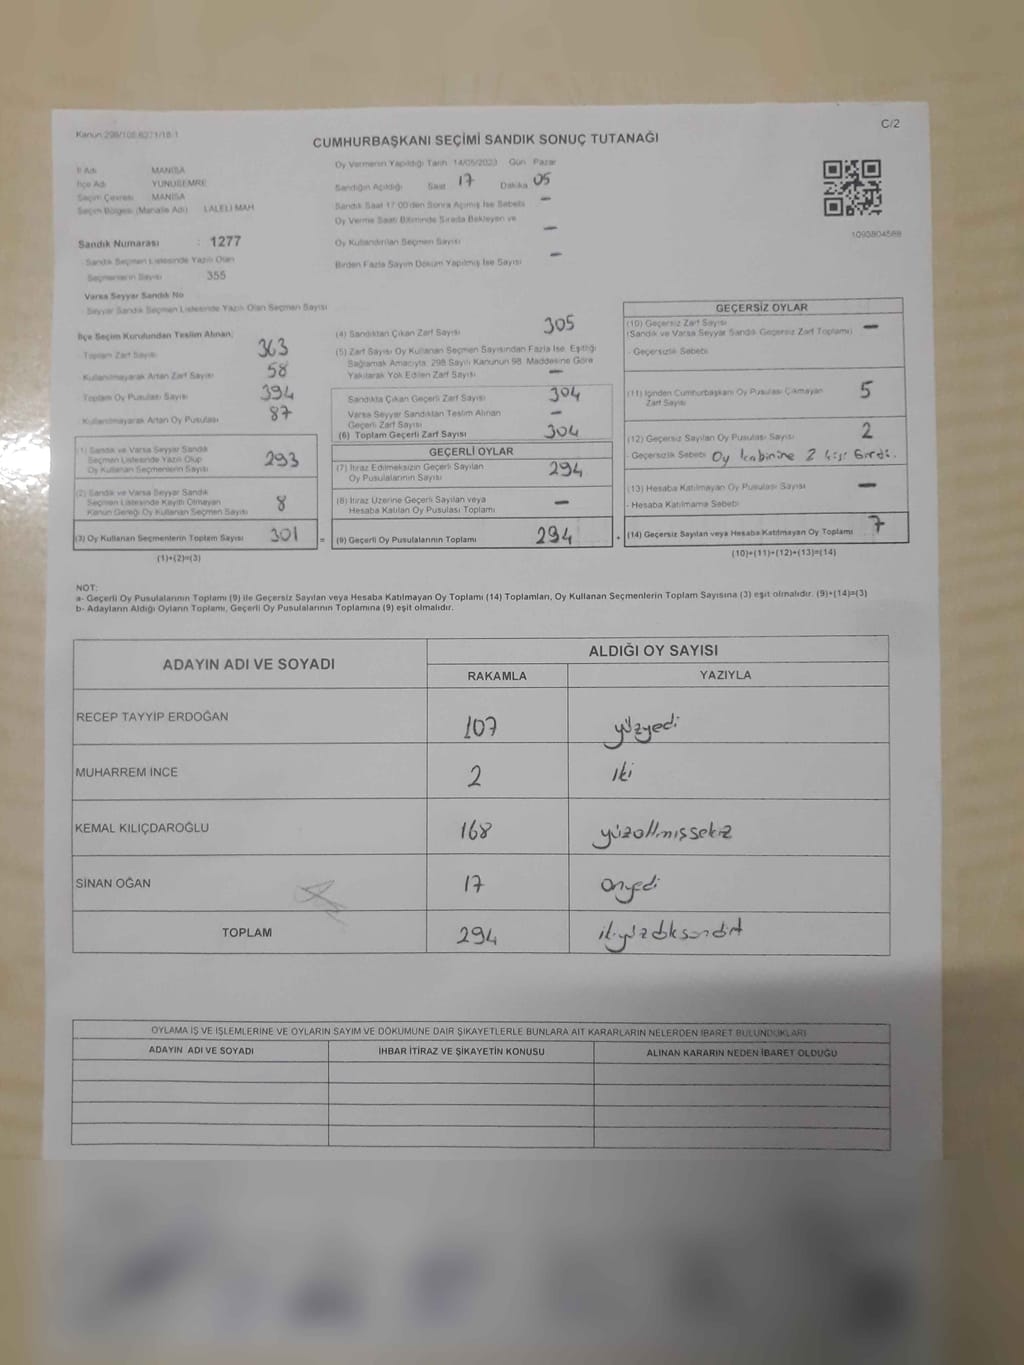 Kanun 298/105 6271/18-1
C/2
CUMHURBAŞKANI SEÇİMİ SANDIK SONUÇ TUTANAĞI
İl Adı MANİSA
İlçe Adı YUNUSEMRE
Seçim Çevresi MANİSA
Seçim Bölgesi (Mahalle Adı) LALELİ MAH
Sandık Numarası : 1277
Sandık Seçmen Listesinde Yazılı Olan
Seçmenlerin Sayısı 355
Varsa Seyyar Sandık No
Seyyar Sandık Seçmen Listesinde Yazılı Olan Seçmen Sayısı
Oy Vermenin Yapıldığı Tarih 14/05/2023 Gün Pazar
Sandığın Açıldığı Saat 17 Dakika 05
Sandık Saat 17:00'den Sonra Açılmış İse Sebebi –
Oy Verme Saati Bitiminde Sırada Bekleyen ve
Oy Kullandırılan Seçmen Sayısı –
Birden Fazla Sayım Döküm Yapılmış İse Sayısı –
1093804588
İlçe Seçim Kurulundan Teslim Alınan;
Toplam Zarf Sayısı 363
Kullanılmayarak Artan Zarf Sayısı 58
Toplam Oy Pusulası Sayısı 394
Kullanılmayarak Artan Oy Pusulası 87
(1) Sandık ve Varsa Seyyar Sandık
Seçmen Listesinde Yazılı Olup
Oy Kullanan Seçmenlerin Sayısı 293
(2) Sandık ve Varsa Seyyar Sandık
Seçmen Listesinde Kayıtlı Olmayan
Kanun Gereği Oy Kullanan Seçmen Sayısı 8
(3) Oy Kullanan Seçmenlerin Toplam Sayısı 301 =
(1)+(2)=(3)
(4) Sandıktan Çıkan Zarf Sayısı 305
(5) Zarf Sayısı Oy Kullanan Seçmen Sayısından Fazla İse, Eşitliği
Sağlamak Amacıyla, 298 Sayılı Kanunun 98. Maddesine Göre
Yakılarak Yok Edilen Zarf Sayısı –
Sandıkta Çıkan Geçerli Zarf Sayısı 304
Varsa Seyyar Sandıktan Teslim Alınan
Geçerli Zarf Sayısı –
(6) Toplam Geçerli Zarf Sayısı 304
GEÇERLİ OYLAR
(7) İtiraz Edilmeksizin Geçerli Sayılan
Oy Pusulalarının Sayısı 294
(8) İtiraz Üzerine Geçerli Sayılan veya
Hesaba Katılan Oy Pusulası Toplamı –
(9) Geçerli Oy Pusulalarının Toplamı 294 +
GEÇERSİZ OYLAR
(10) Geçersiz Zarf Sayısı
(Sandık ve Varsa Seyyar Sandık Geçersiz Zarf Toplamı) –
- Geçersizlik Sebebi
(11) İçinden Cumhurbaşkanı Oy Pusulası Çıkmayan
Zarf Sayısı 5
(12) Geçersiz Sayılan Oy Pusulası Sayısı 2
- Geçersizlik Sebebi Oy kabinine 2 kişi Girdi.
(13) Hesaba Katılmayan Oy Pusulası Sayısı –
- Hesaba Katılmama Sebebi
(14) Geçersiz Sayılan veya Hesaba Katılmayan Oy Toplamı 7
(10)+(11)+(12)+(13)=(14)
NOT:
a- Geçerli Oy Pusulalarının Toplamı (9) ile Geçersiz Sayılan veya Hesaba Katılmayan Oy Toplamı (14) Toplamları, Oy Kullanan Seçmenlerin Toplam Sayısına (3) eşit olmalıdır. (9)+(14)=(3)
b- Adayların Aldığı Oyların Toplamı, Geçerli Oy Pusulalarının Toplamına (9) eşit olmalıdır.
ADAYIN ADI VE SOYADI ALDIĞI OY SAYISI
RAKAMLA YAZIYLA
RECEP TAYYİP ERDOĞAN 107 yüzyedi
MUHARREM İNCE 2 iki
KEMAL KILIÇDAROĞLU 168 yüzaltmışsekiz
SİNAN OĞAN 17 onyedi
TOPLAM 294 ikiyüzdoksandört
OYLAMA İŞ VE İŞLEMLERİNE VE OYLARIN SAYIM VE DÖKÜMÜNE DAİR ŞİKAYETLERLE BUNLARA AİT KARARLARIN NELERDEN İBARET BULUNDUKLARI
ADAYIN ADI VE SOYADI İHBAR İTİRAZ VE ŞİKAYETİN KONUSU ALINAN KARARIN NEDEN İBARET OLDUĞU